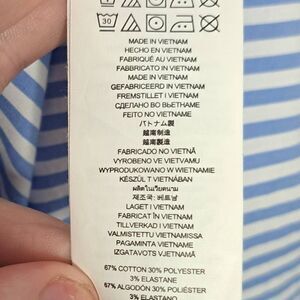 30
MADE IN VIETNAM
HECHO EN VIETNAM
FABRIQUÉ AU VIETNAM
FABBRICATO IN VIETNAM
MADE IN VIETNAM
GEFABRICEERD IN VIETNAM
FREMSTILLET I VIETNAM
СДЕЛАНО ВО ВЬЕТНАМЕ
FEITO NO VIETNAME
バトナム製
越南制造
越南製造
FABRICADO NO VIETNÃ
VYROBENO VE VIETVAMU
WYPRODUKOWANO W WIETNAMIE
KÉSZÜL T VIETNÁBAN
ผลิตในเวียดนาม
제조국: 베트남
LAGET I VIETNAM
FABRICAT ÎN VIETNAM
TILLVERKAD I VIETNAM
VALMISTETTU VIETNAMISSA
PAGAMINTA VIETNAME
IZGATAVOTS VJETNAMĀ
67% COTTON 30% POLYESTER
3% ELASTANE
67% ALGODÓN 30% POLIÉSTER
3% ELASTANO